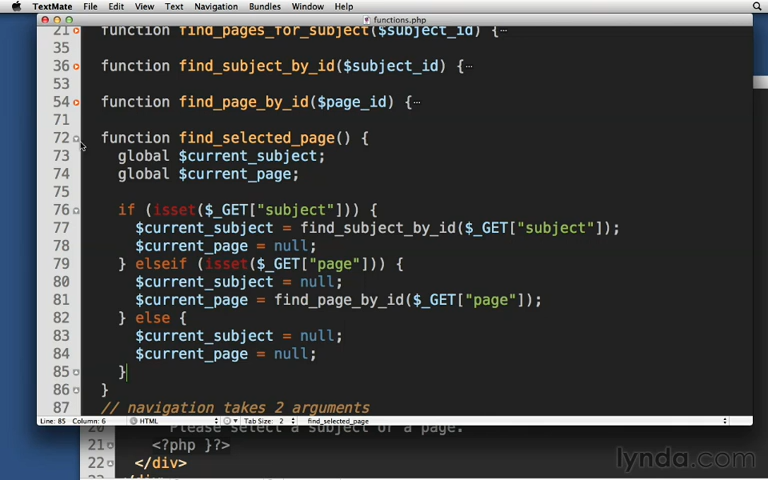 TextMate File Edit View Text Navigation Bundles Window Help
functions.php
21 function find_pages_for_subject($subject_id) {
35
36 function find_subject_by_id($subject_id) {
53
54 function find_page_by_id($page_id) {
71
72 function find_selected_page() {
73 global $current_subject;
74 global $current_page;
75
76 if (isset($_GET["subject"])) {
77 $current_subject = find_subject_by_id($_GET["subject"]);
78 $current_page = null;
79 } elseif (isset($_GET["page"])) {
80 $current_subject = null;
81 $current_page = find_page_by_id($_GET["page"]);
82 } else {
83 $current_subject = null;
84 $current_page = null;
85 }
86 }
87 // navigation takes 2 arguments
Line: 85 Column: 6 HTML Tab Size: 2 find_selected_page
20 Please select a subject or a page.
21 <?php }?>
22 </div>
lynda.com